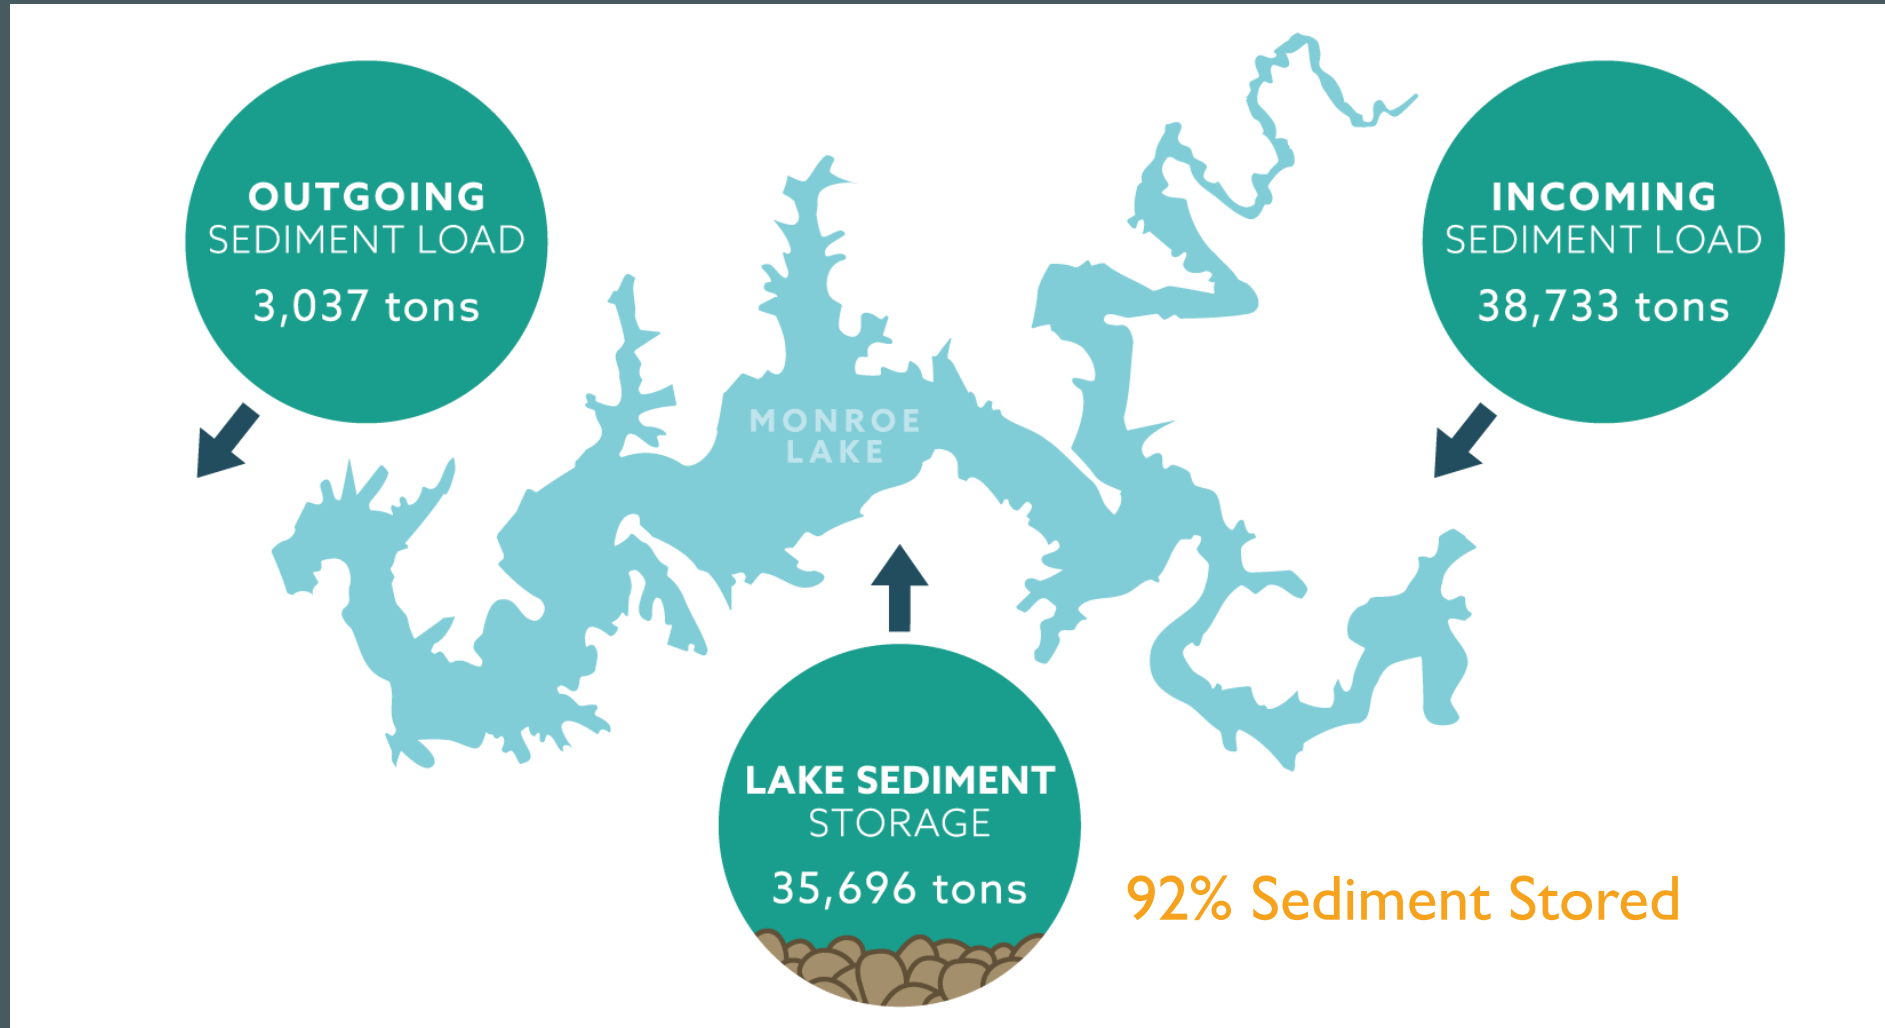 OUTGOING
SEDIMENT LOAD
3,037 tons
INCOMING
SEDIMENT LOAD
38,733 tons
MONROE
LAKE
LAKE SEDIMENT
STORAGE
35,696 tons
92% Sediment Stored